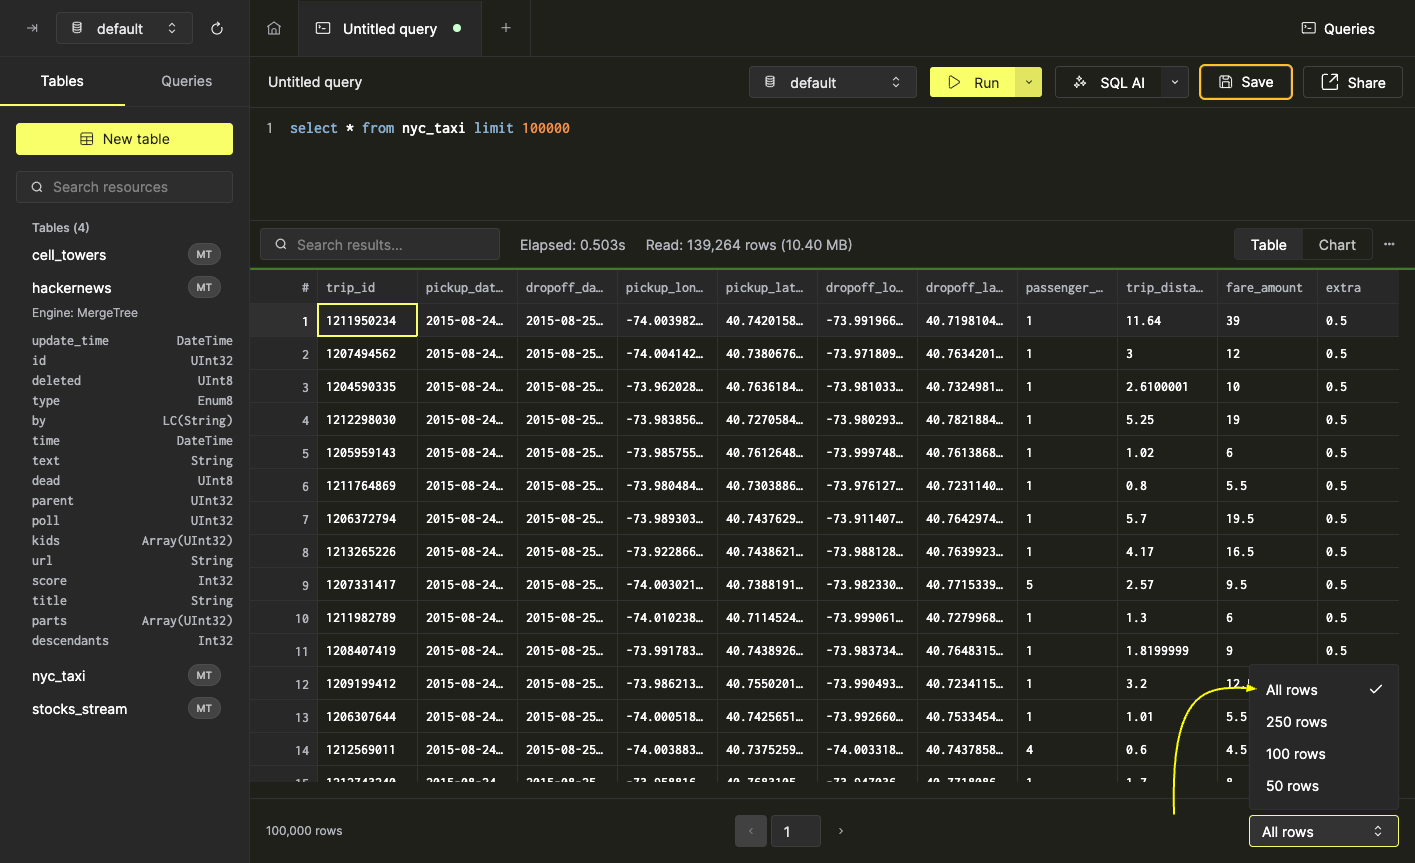 default
Untitled query
+
Queries
Tables
Queries
Untitled query
default
Run
SQL AI
Save
Share
New table
Search resources
Tables (4)
cell_towers MT
hackernews MT
Engine: MergeTree
update_time DateTime
id UInt32
deleted UInt8
type Enum8
by LC(String)
time DateTime
text String
dead UInt8
parent UInt32
poll UInt32
kids Array(UInt32)
url String
score Int32
title String
parts Array(UInt32)
descendants Int32
nyc_taxi MT
stocks_stream MT
1 select * from nyc_taxi limit 100000
Search results...
Elapsed: 0.503s
Read: 139,264 rows (10.40 MB)
Table
Chart
# trip_id pickup_dat… dropoff_da… pickup_lon… pickup_lat… dropoff_lo… dropoff_la… passenger_… trip_dista… fare_amount extra
1 1211950234 2015-08-24… 2015-08-25… -74.003982… 40.7420158… -73.991966… 40.7198104… 1 11.64 39 0.5
2 1207494562 2015-08-24… 2015-08-25… -74.004142… 40.7380676… -73.971809… 40.7634201… 1 3 12 0.5
3 1204590335 2015-08-24… 2015-08-25… -73.962028… 40.7636184… -73.981033… 40.7324981… 1 2.6100001 10 0.5
4 1212298030 2015-08-24… 2015-08-25… -73.983856… 40.7270584… -73.980293… 40.7821884… 1 5.25 19 0.5
5 1205959143 2015-08-24… 2015-08-25… -73.985755… 40.7612648… -73.999748… 40.7613868… 1 1.02 6 0.5
6 1211764869 2015-08-24… 2015-08-25… -73.980484… 40.7303886… -73.976127… 40.7231140… 1 0.8 5.5 0.5
7 1206372794 2015-08-24… 2015-08-25… -73.989303… 40.7437629… -73.911407… 40.7642974… 1 5.7 19.5 0.5
8 1213265226 2015-08-24… 2015-08-25… -73.922866… 40.7438621… -73.988128… 40.7639923… 1 4.17 16.5 0.5
9 1207331417 2015-08-24… 2015-08-25… -74.003021… 40.7388191… -73.982330… 40.7715339… 5 2.57 9.5 0.5
10 1211982789 2015-08-24… 2015-08-25… -74.010238… 40.7114524… -73.999061… 40.7279968… 1 1.3 6 0.5
11 1208407419 2015-08-24… 2015-08-25… -73.991783… 40.7438926… -73.983734… 40.7648315… 1 1.8199999 9 0.5
12 1209199412 2015-08-24… 2015-08-25… -73.986213… 40.7550201… -73.990493… 40.7234115… 1 3.2 12.
13 1206307644 2015-08-24… 2015-08-25… -74.000518… 40.7425651… -73.992660… 40.7533454… 1 1.01 5.5
14 1212569011 2015-08-24… 2015-08-25… -74.003883… 40.7375259… -74.003318… 40.7437858… 4 0.6 4.5
All rows
250 rows
100 rows
50 rows
100,000 rows
1
All rows